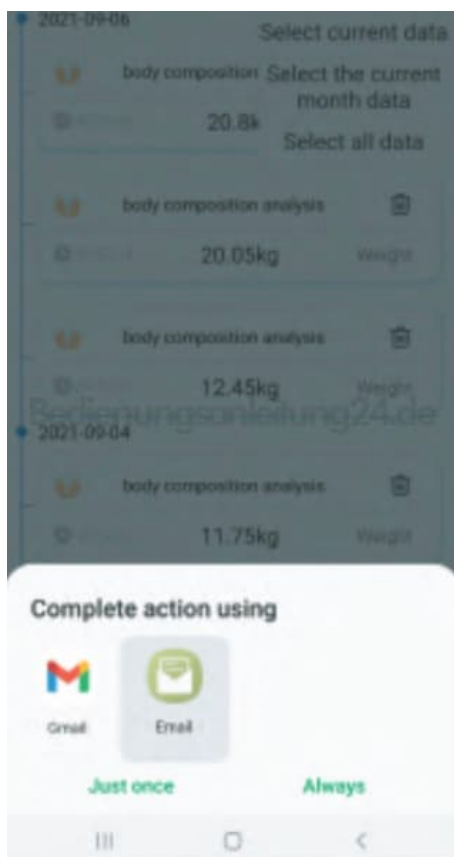 2021-09-06
Select current data
body composition
Select the current
month data
20.8k
Select all data
body composition analysis
20.05kg
Weight
body composition analysis
12.45kg
Weight
Bedienungsanleitung24.de
2021-09-04
body composition analysis
11.75kg
Weight
Complete action using
Gmail
Email
Just once
Always